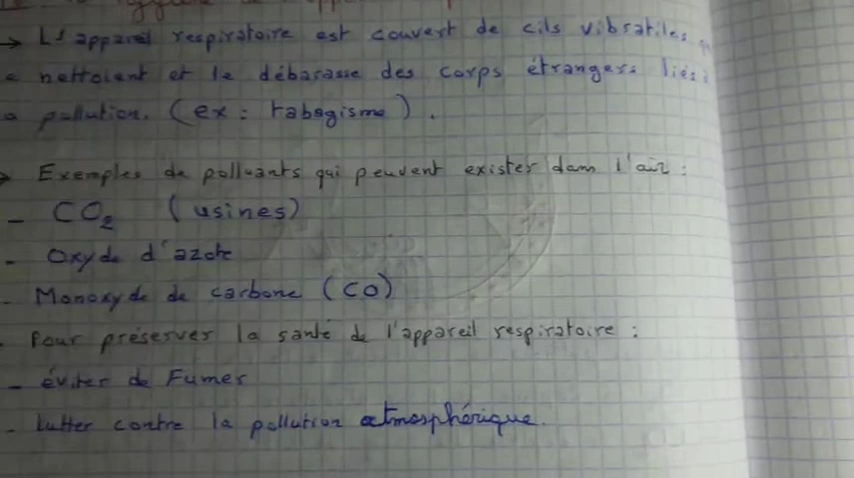 → L'appareil respiratoire est couvert de cils vibratiles
nettoient et le débarasse des corps étrangers liés
pollution. (ex : tabagisme).
Exemples de polluants qui peuvent exister dans l'air :
- CO2 (usines)
- Oxyde d'azote
- Monoxyde de carbone (CO)
Pour préserver la santé de l'appareil respiratoire :
- éviter de Fumer
- Lutter contre la pollution atmosphérique.